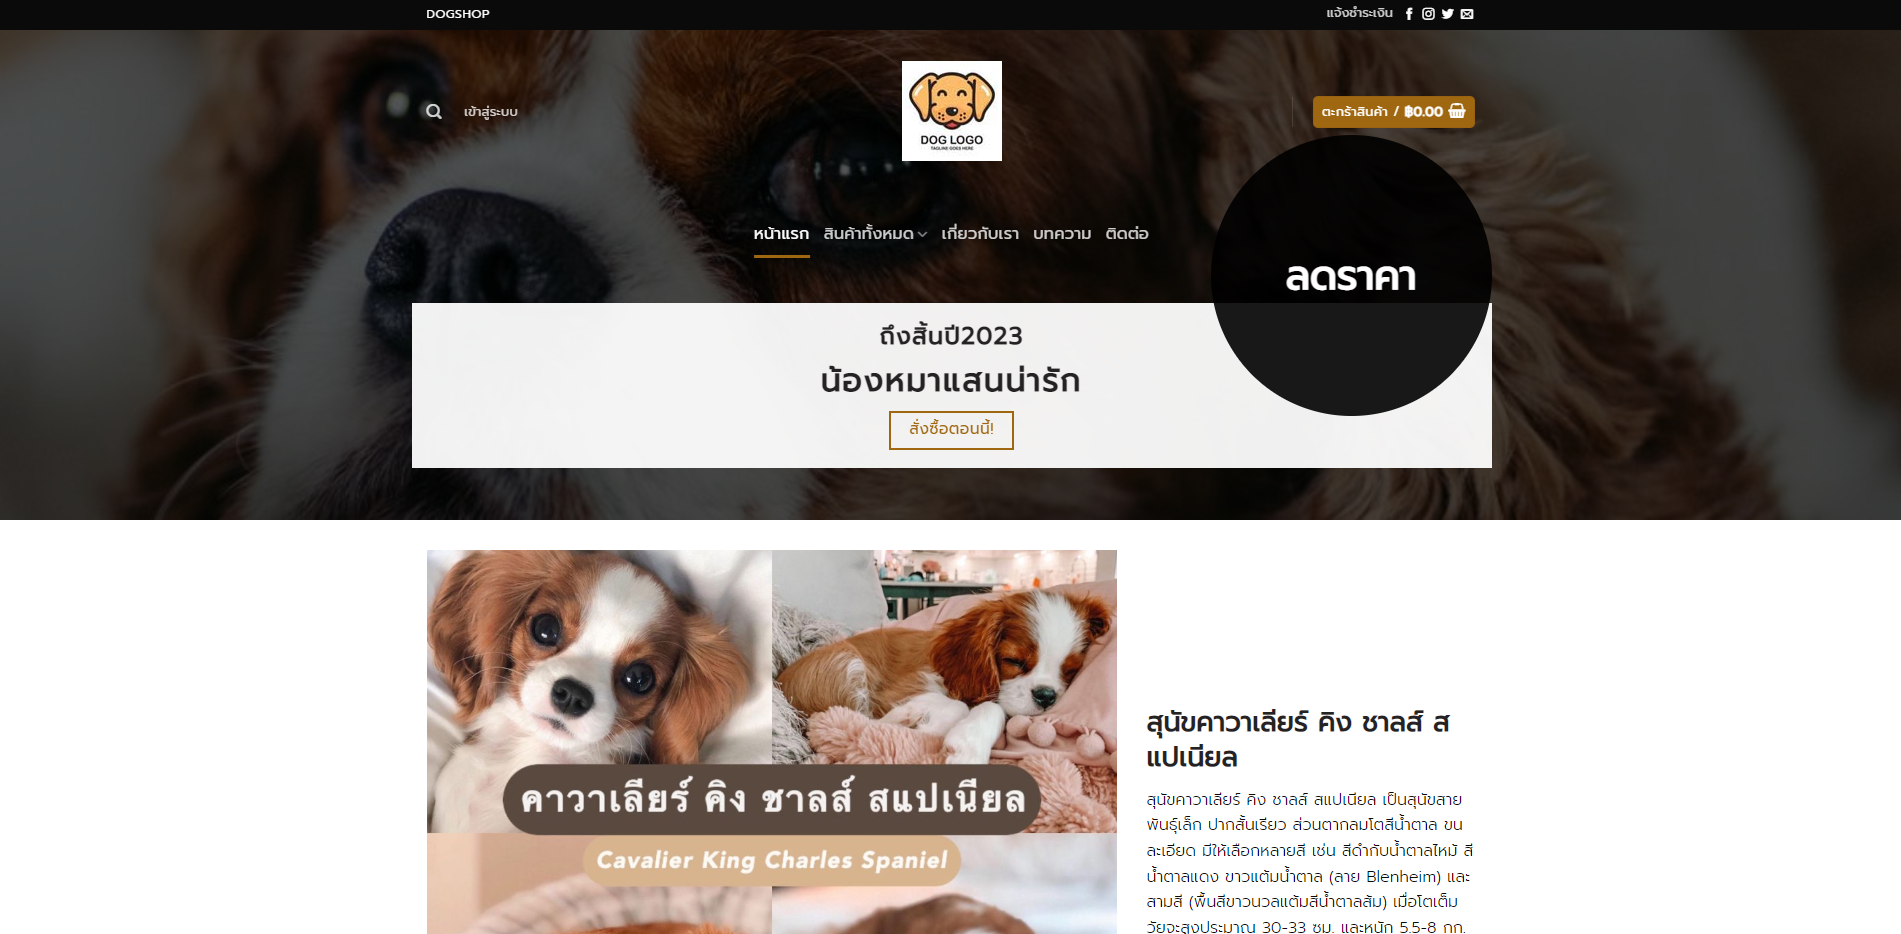 DOGSHOP
แจ้งชำระเงิน
เข้าสู่ระบบ
DOG LOGO
TAGLINE GOES HERE
ตะกร้าสินค้า / ฿0.00
หน้าแรก สินค้าทั้งหมด เกี่ยวกับเรา บทความ ติดต่อ
ลดราคา
ถึงสิ้นปี2023
น้องหมาแสนน่ารัก
สั่งซื้อตอนนี้!
คาวาเลียร์ คิง ชาลส์ สแปเนียล
Cavalier King Charles Spaniel
สุนัขคาวาเลียร์ คิง ชาลส์ ส
แปเนียล
สุนัขคาวาเลียร์ คิง ชาลส์ สแปเนียล เป็นสุนัขสาย
พันธุ์เล็ก ปากสั้นเรียว ส่วนตากลมโตสีน้ำตาล ขน
ละเอียด มีให้เลือกหลายสี เช่น สีดำกับน้ำตาลไหม้ สี
น้ำตาลแดง ขาวแต้มน้ำตาล (ลาย Blenheim) และ
สามสี (พื้นสีขาวนวลแต้มสีน้ำตาลส้ม) เมื่อโตเต็ม
วัยจะสูงประมาณ 30-33 ซม. และหนัก 5.5-8 กก.